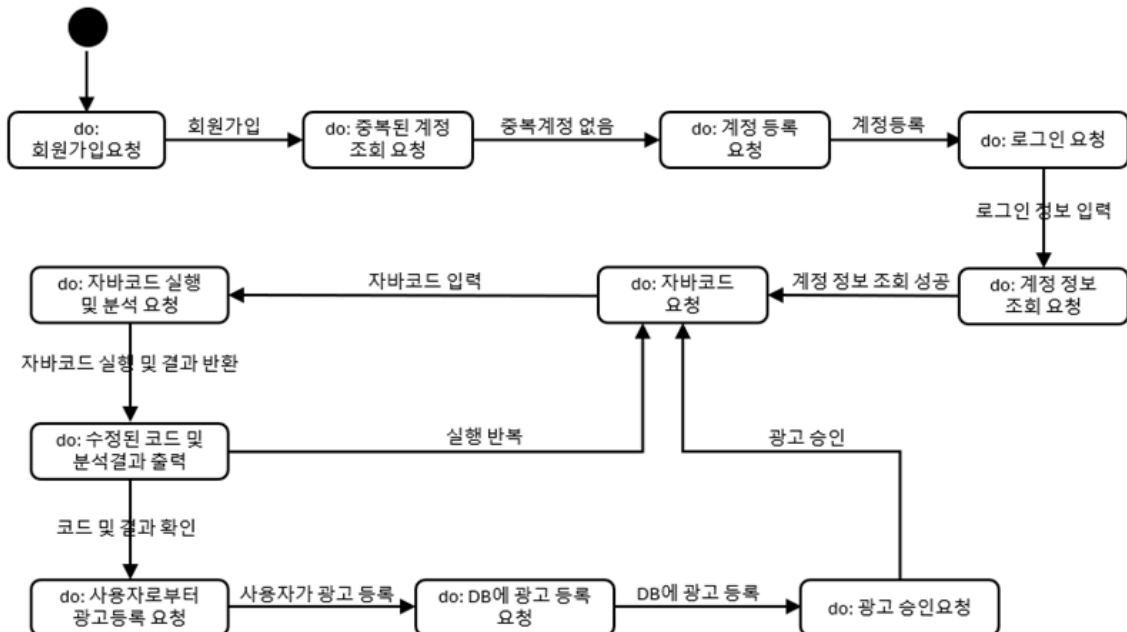 do:
회원가입요청
회원가입
do: 중복된 계정
조회 요청
중복계정 없음
do: 계정 등록
요청
계정등록
do: 로그인 요청
로그인 정보 입력
do: 자바코드 실행
및 분석 요청
자바코드 입력
do: 자바코드
요청
계정 정보 조회 성공
do: 계정 정보
조회 요청
자바코드 실행 및 결과 반환
do: 수정된 코드 및
분석결과 출력
실행 반복
광고 승인
코드 및 결과 확인
do: 사용자로부터
광고등록 요청
사용자가 광고 등록
do: DB에 광고 등록
요청
DB에 광고 등록
do: 광고 승인요청